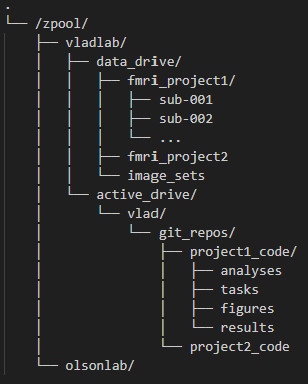 .
└── /zpool/
    ├── vladlab/
    │   ├── data_drive/
    │   │   ├── fmri_project1/
    │   │   │   ├── sub-001
    │   │   │   ├── sub-002
    │   │   │   └── ...
    │   │   ├── fmri_project2
    │   │   └── image_sets
    │   └── active_drive/
    │       └── vlad/
    │           └── git_repos/
    │               ├── project1_code/
    │               │   ├── analyses
    │               │   ├── tasks
    │               │   ├── figures
    │               │   └── results
    │               └── project2_code
    └── olsonlab/